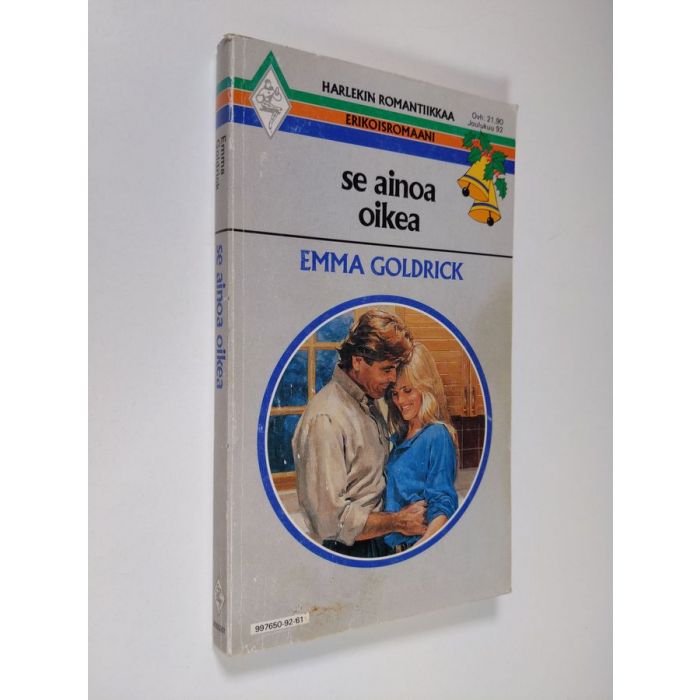 HARLEKIN ROMANTIIKKAA
ERIKOISROMAANI
Ovh. 21,90
Joulukuu 92
se ainoa
oikea
EMMA GOLDRICK
997650-92-61
Emma
Goldrick
se ainoa oikea